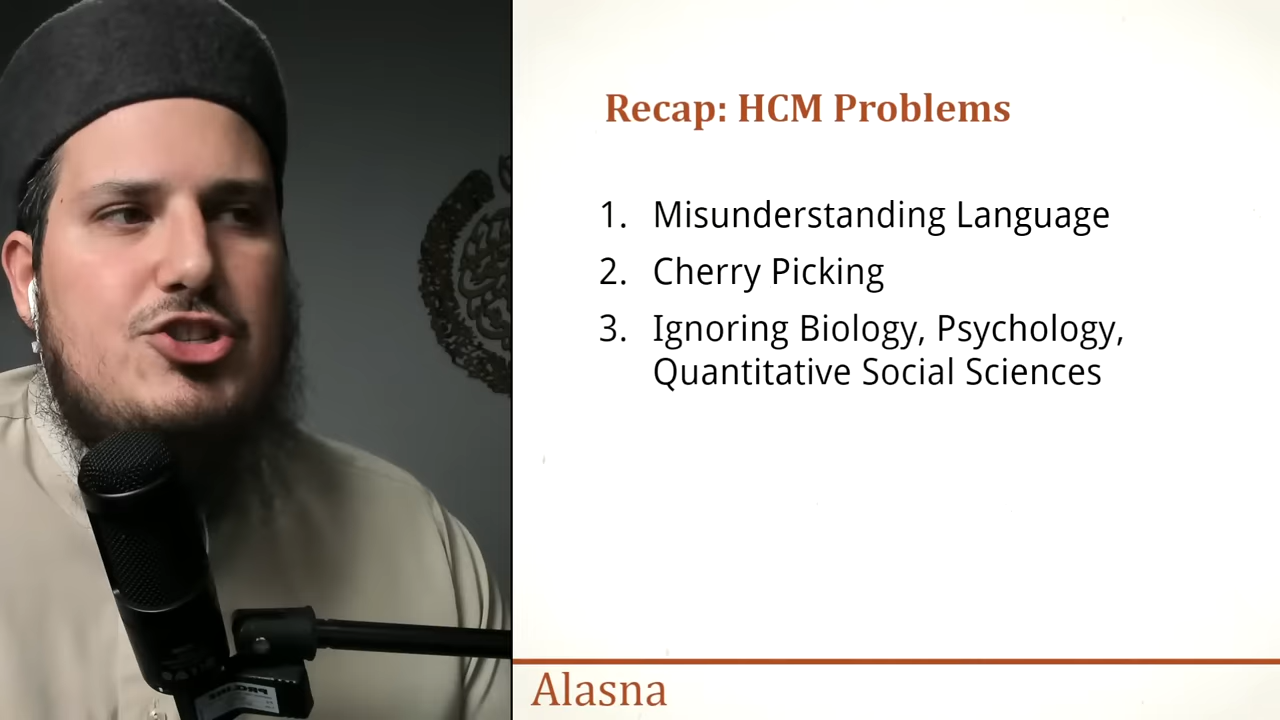 Recap: HCM Problems
1. Misunderstanding Language
2. Cherry Picking
3. Ignoring Biology, Psychology,
Quantitative Social Sciences
Alasna